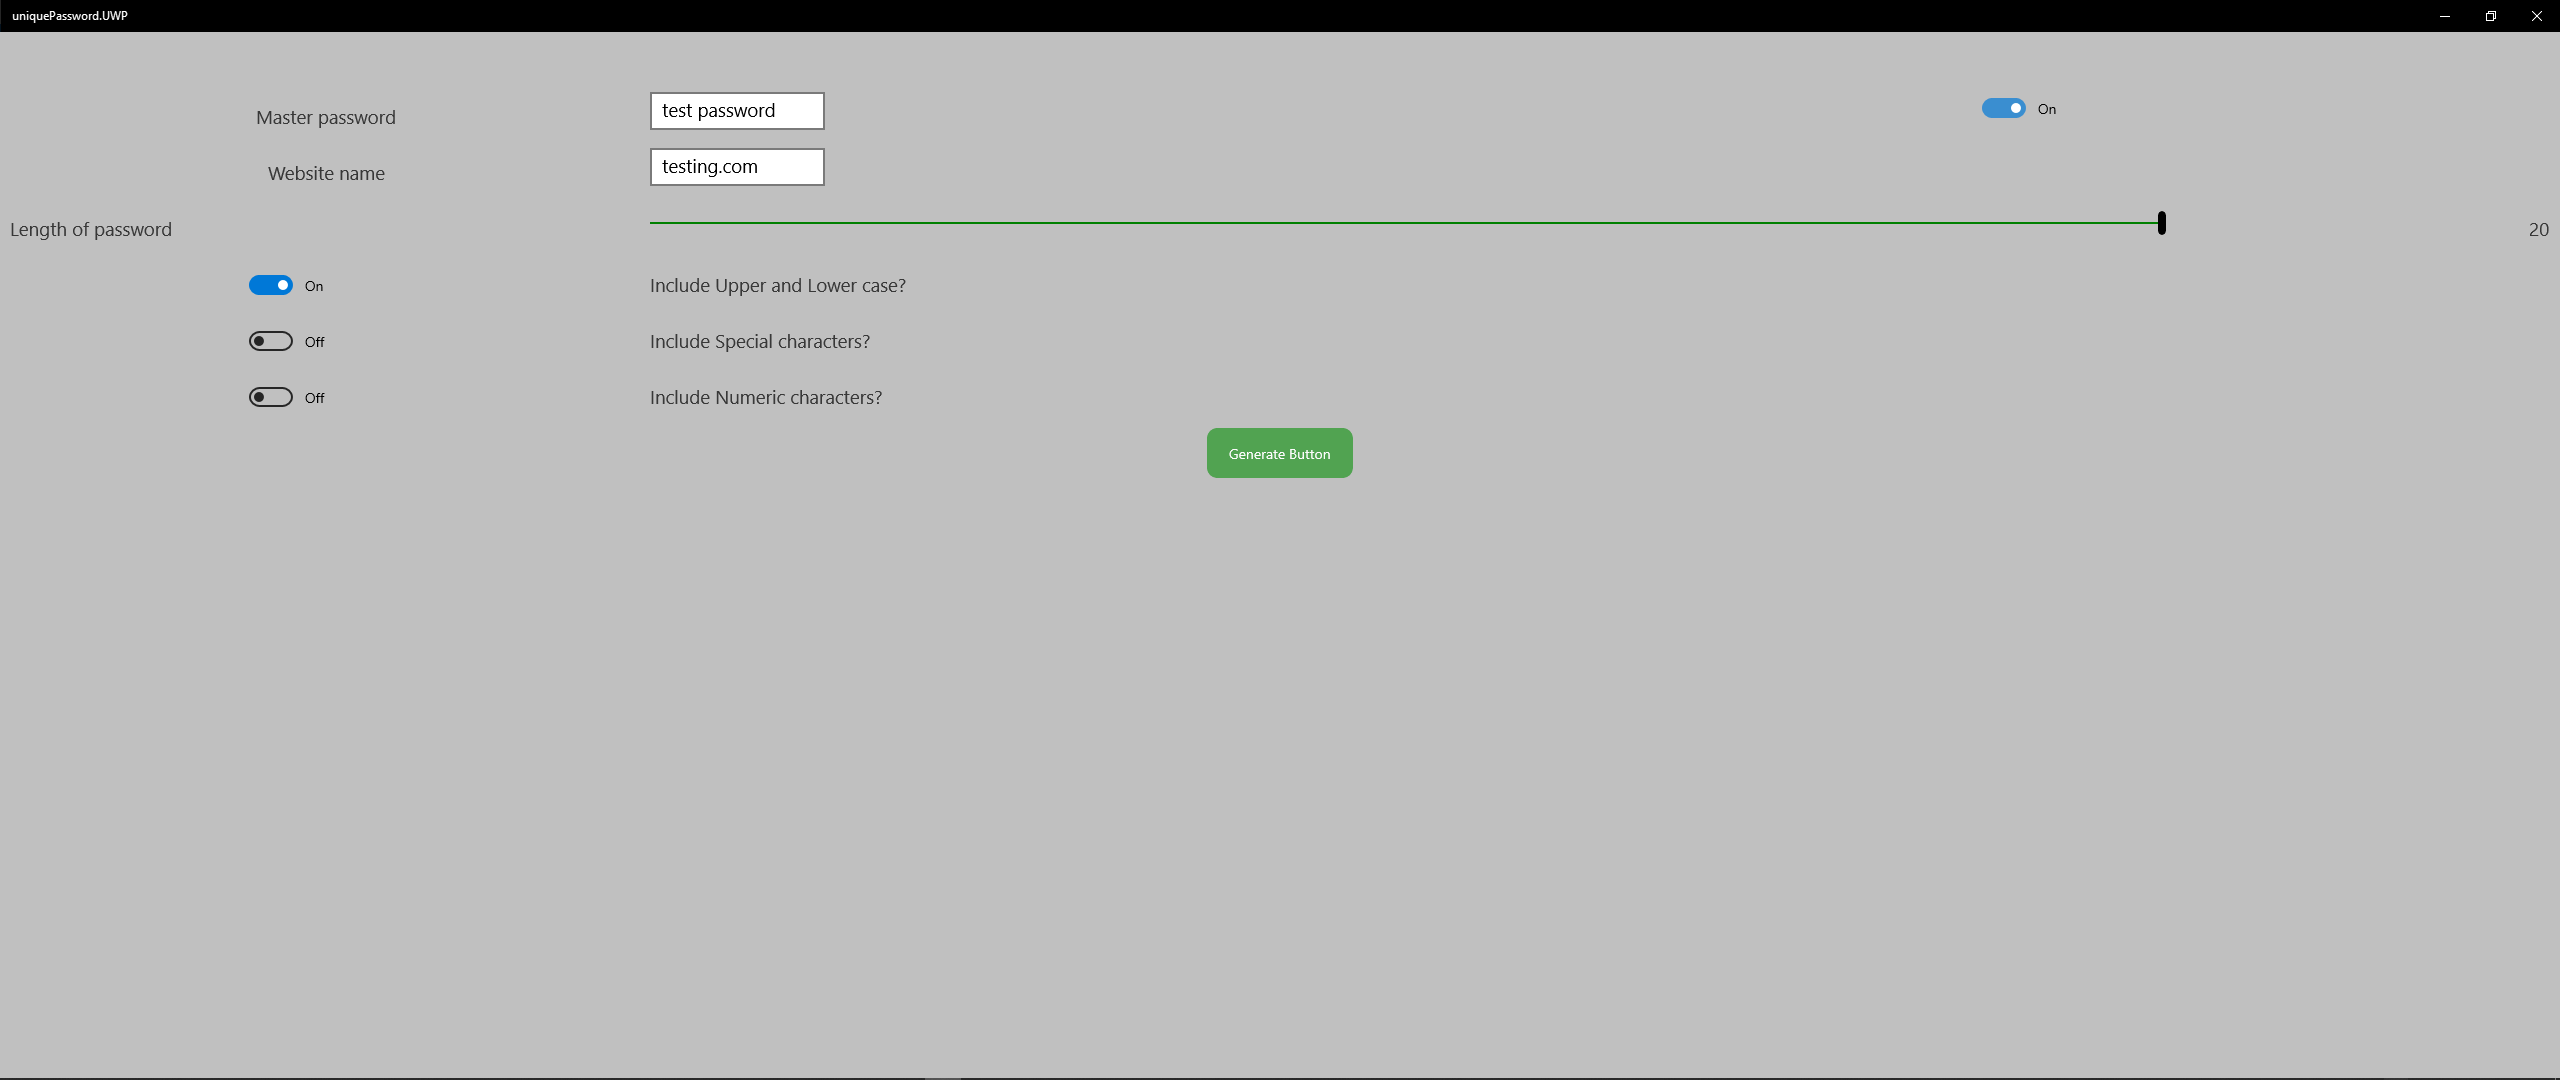 uniquePassword.UWP
Master password
test password
On
Website name
testing.com
Length of password
20
On
Include Upper and Lower case?
Off
Include Special characters?
Off
Include Numeric characters?
Generate Button